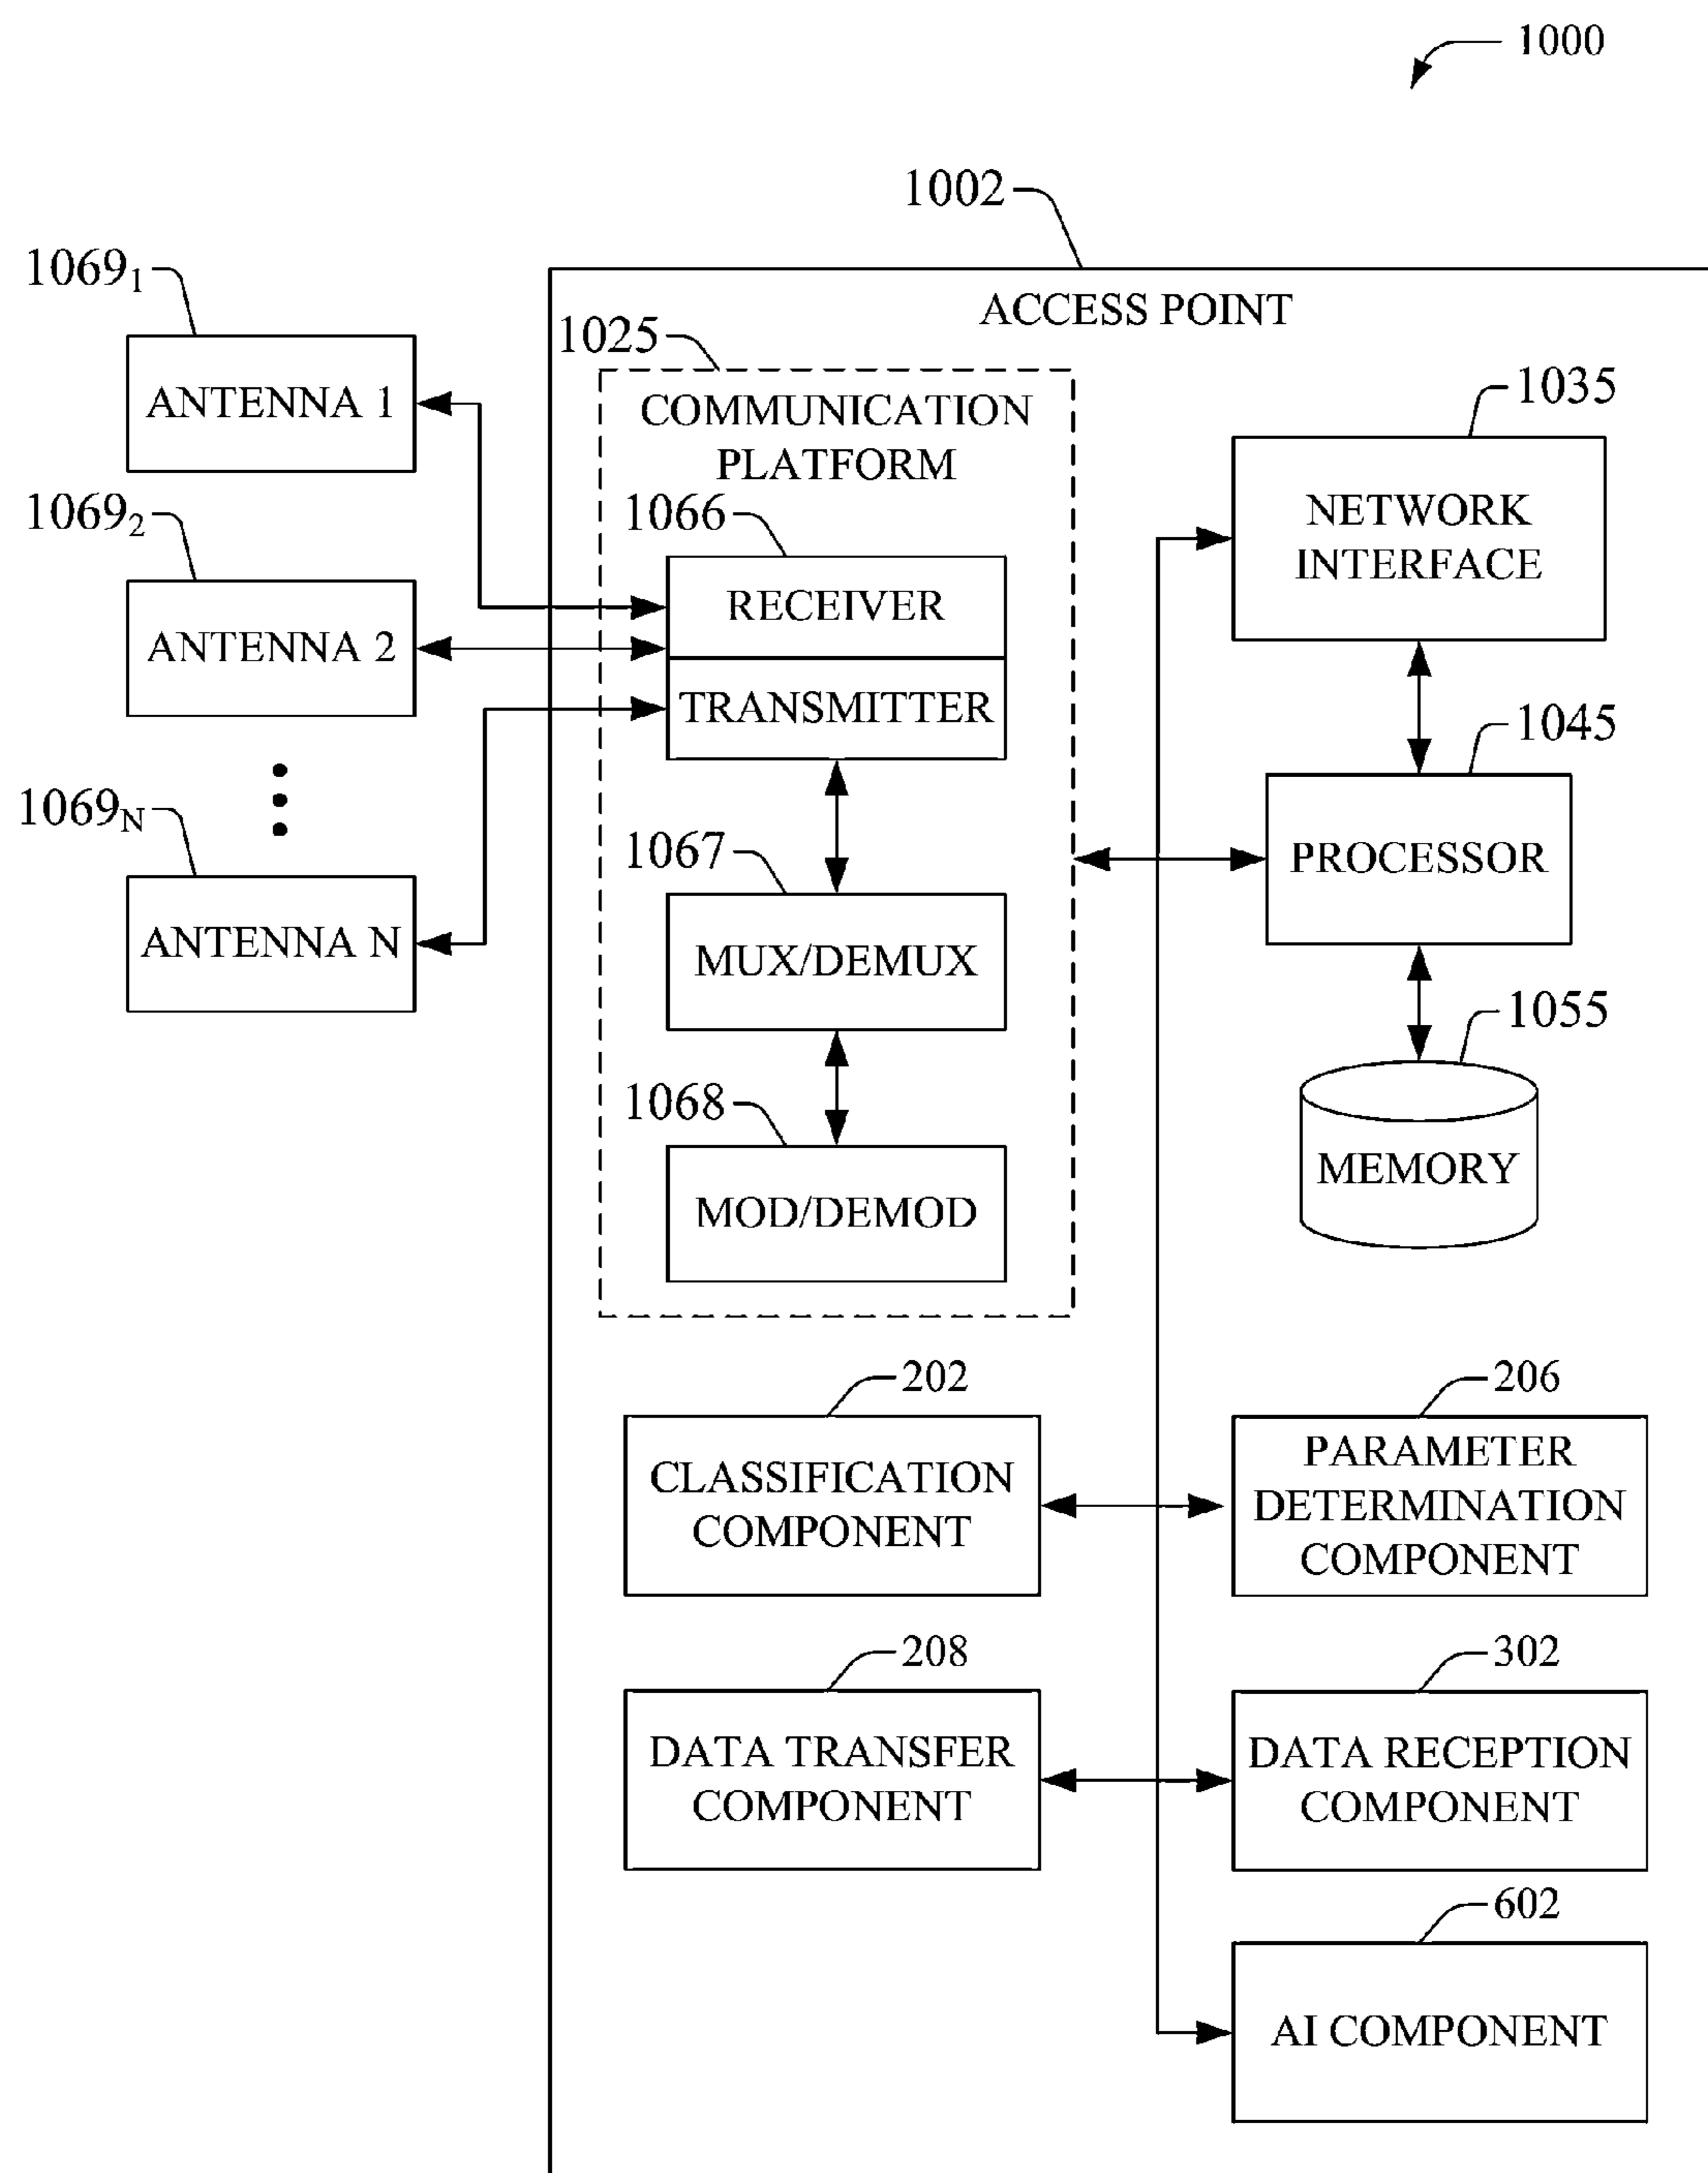 1000
1002
ACCESS POINT
1069₁
ANTENNA 1
1069₂
ANTENNA 2
1069N
ANTENNA N
1025
COMMUNICATION
PLATFORM
1066
RECEIVER
TRANSMITTER
1067
MUX/DEMUX
1068
MOD/DEMOD
1035
NETWORK
INTERFACE
1045
PROCESSOR
1055
MEMORY
202
CLASSIFICATION
COMPONENT
206
PARAMETER
DETERMINATION
COMPONENT
208
DATA TRANSFER
COMPONENT
302
DATA RECEPTION
COMPONENT
602
AI COMPONENT